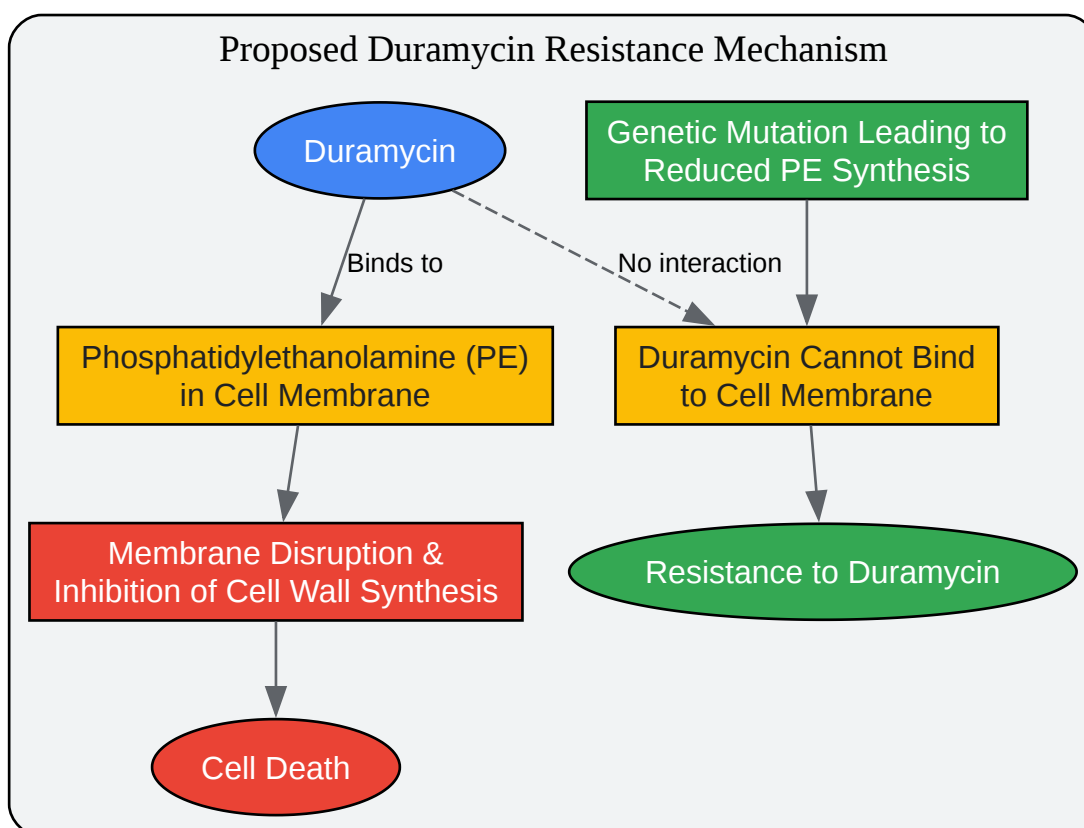 Proposed Duramycin Resistance Mechanism
Duramycin
Genetic Mutation Leading to
Reduced PE Synthesis
Binds to
No interaction
Phosphatidylethanolamine (PE)
in Cell Membrane
Duramycin Cannot Bind
to Cell Membrane
Membrane Disruption &
Inhibition of Cell Wall Synthesis
Resistance to Duramycin
Cell Death